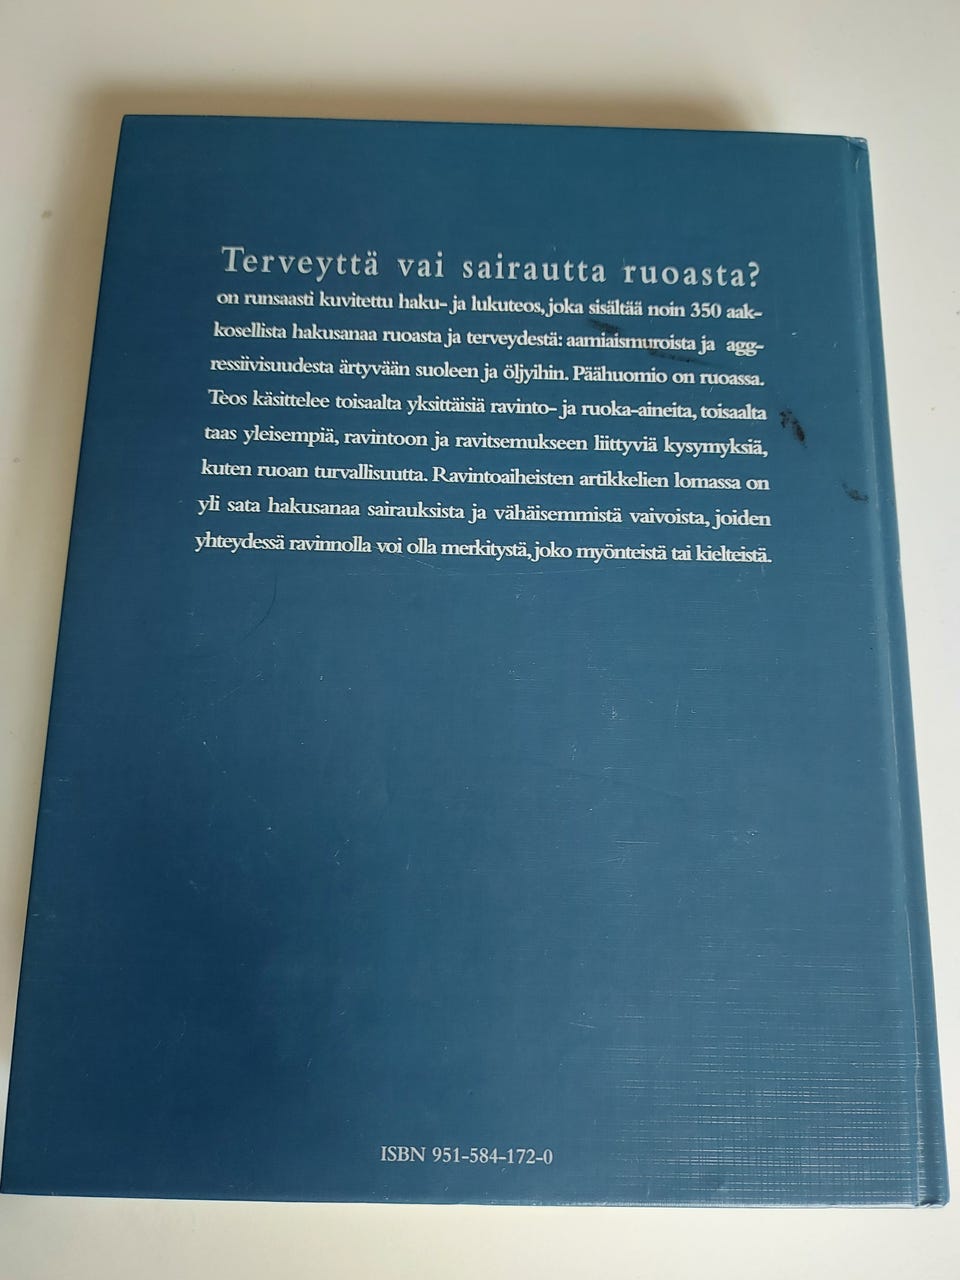 Terveyttä vai sairautta ruoasta?
on runsaasti kuvitettu haku- ja lukuteos, joka sisältää noin 350 aak-
kosellista hakusanaa ruoasta ja terveydestä: aamiaismuroista ja agg-
ressiivisuudesta ärtyvään suoleen ja öljyihin. Päähuomio on ruoassa.
Teos käsittelee toisaalta yksittäisiä ravinto- ja ruoka-aineita, toisaalta
taas yleisempiä, ravintoon ja ravitsemukseen liittyviä kysymyksiä,
kuten ruoan turvallisuutta. Ravintoaiheisten artikkelien lomassa on
yli sata hakusanaa sairauksista ja vähäisemmistä vaivoista, joiden
yhteydessä ravinnolla voi olla merkitystä, joko myönteistä tai kielteistä.
ISBN 951-584-172-0